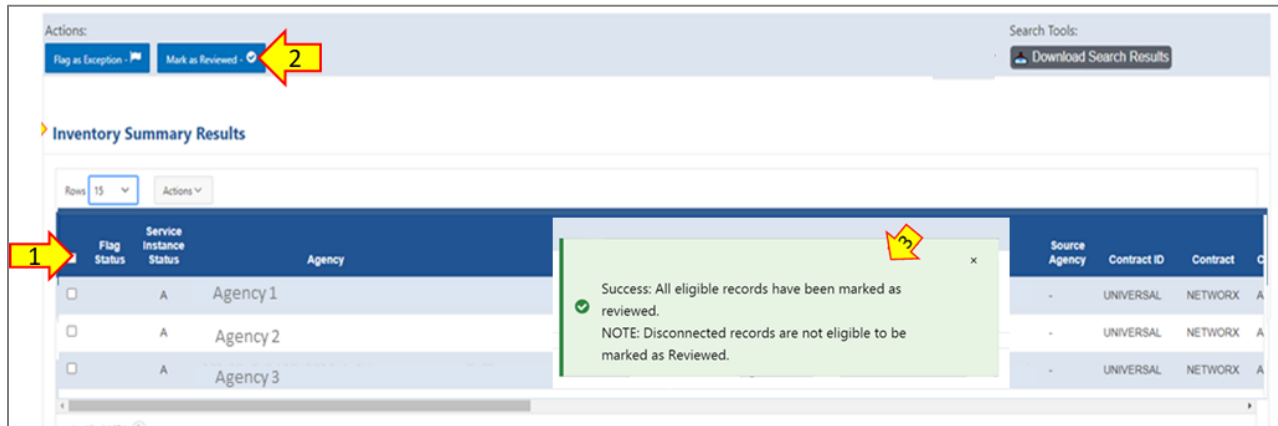 Actions:
Search Tools:
Flag as Exception -
Mark as Reviewed -
2
Download Search Results
Inventory Summary Results
Rows 15
Actions
1
Flag Status
Service Instance Status
Agency
3
×
Source Agency
Contract ID
Contract
C
Success: All eligible records have been marked as
reviewed.
NOTE: Disconnected records are not eligible to be
marked as Reviewed.
A Agency 1 - UNIVERSAL NETWORX A
A Agency 2 - UNIVERSAL NETWORX A
A Agency 3 - UNIVERSAL NETWORX A